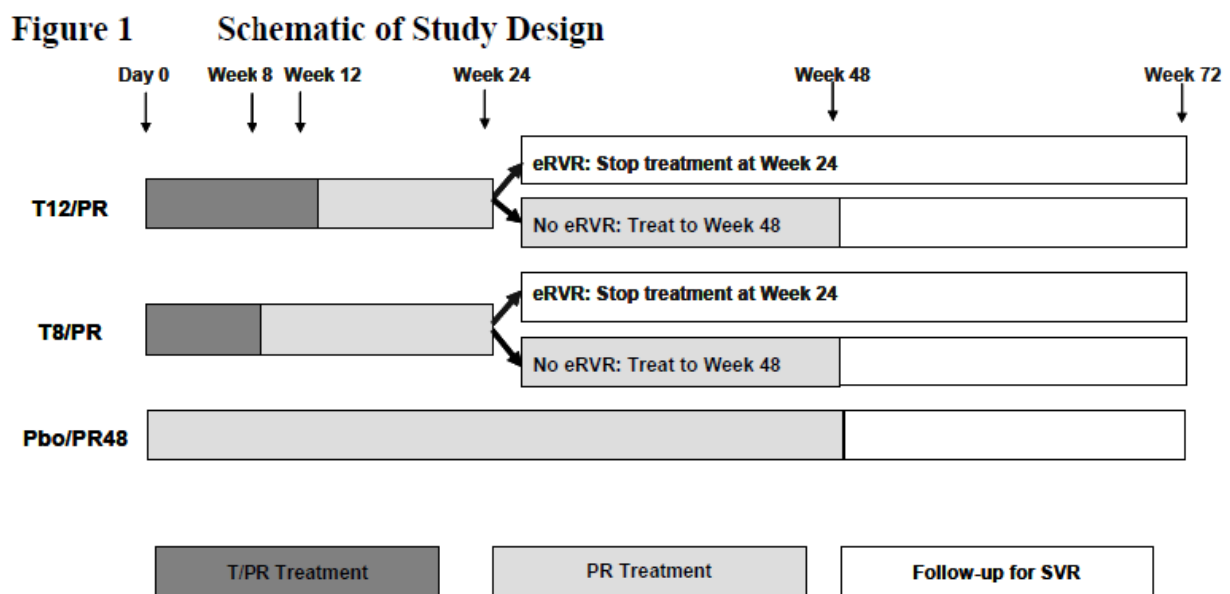 Figure 1 Schematic of Study Design
Day 0 Week 8 Week 12 Week 24 Week 48 Week 72
eRVR: Stop treatment at Week 24
T12/PR
No eRVR: Treat to Week 48
eRVR: Stop treatment at Week 24
T8/PR
No eRVR: Treat to Week 48
Pbo/PR48
T/PR Treatment PR Treatment Follow-up for SVR